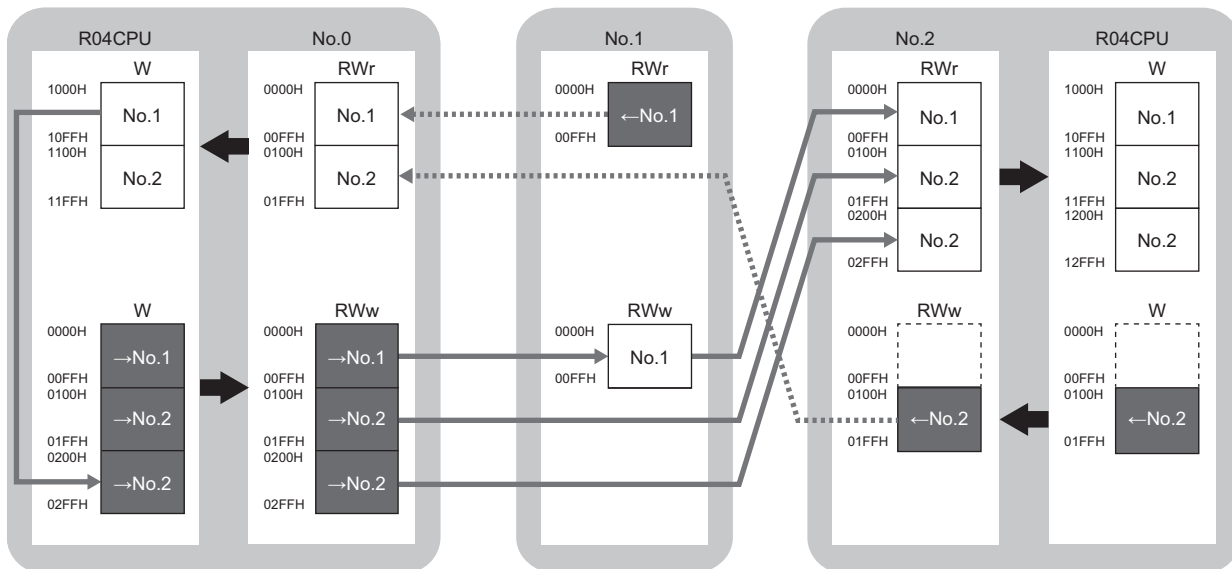 R04CPU No.0 No.1 No.2 R04CPU
W RWr RWr RWr W
1000H 0000H 0000H 0000H 1000H
No.1 No.1 ←No.1 No.1 No.1
10FFH 00FFH 00FFH 00FFH 10FFH
1100H 0100H 0100H 1100H
No.2 No.2 No.2 No.2
11FFH 01FFH 01FFH 11FFH
0200H 1200H
No.2 No.2
02FFH 12FFH
W RWw RWw RWw W
0000H 0000H 0000H 0000H 0000H
→No.1 →No.1 No.1
00FFH 00FFH 00FFH 00FFH 00FFH
0100H 0100H 0100H 0100H
→No.2 →No.2 ←No.2 ←No.2
01FFH 01FFH 01FFH 01FFH
0200H 0200H
→No.2 →No.2
02FFH 02FFH